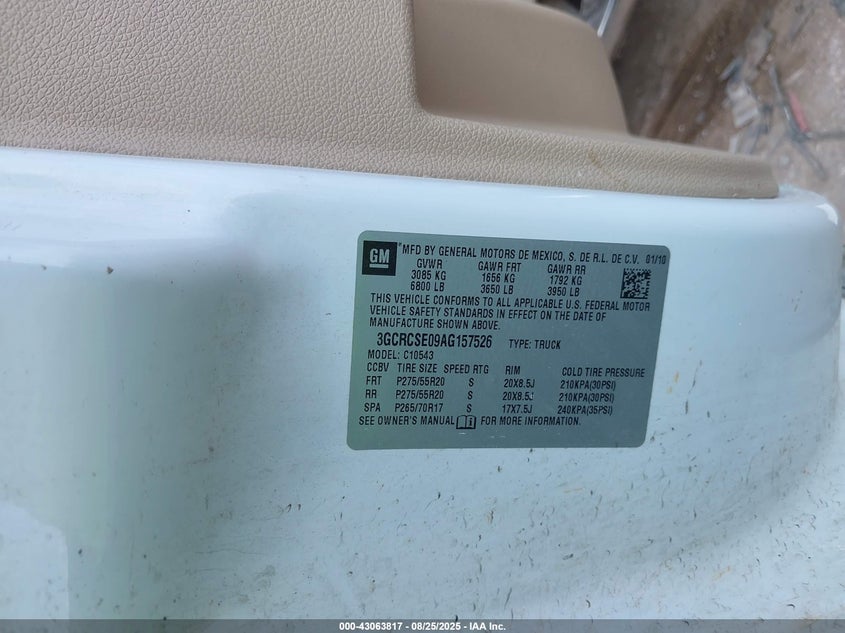 GM
® MFD BY GENERAL MOTORS DE MEXICO, S. DE R.L. DE C.V. 01/10
GVWR GAWR FRT GAWR RR
3085 KG 1656 KG 1792 KG
6800 LB 3650 LB 3950 LB
THIS VEHICLE CONFORMS TO ALL APPLICABLE U.S. FEDERAL MOTOR
VEHICLE SAFETY STANDARDS IN EFFECT ON THE DATE OF
MANUFACTURE SHOWN ABOVE.
3GCRCSE09AG157526 TYPE: TRUCK
MODEL: C10543
CCBV TIRE SIZE SPEED RTG RIM COLD TIRE PRESSURE
FRT P275/55R20 S 20X8.5J 210KPA(30PSI)
RR P275/55R20 S 20X8.5J 210KPA(30PSI)
SPA P265/70R17 S 17X7.5J 240KPA(35PSI)
SEE OWNER'S MANUAL FOR MORE INFORMATION.
000-43063817 - 08/25/2025 - IAA Inc.